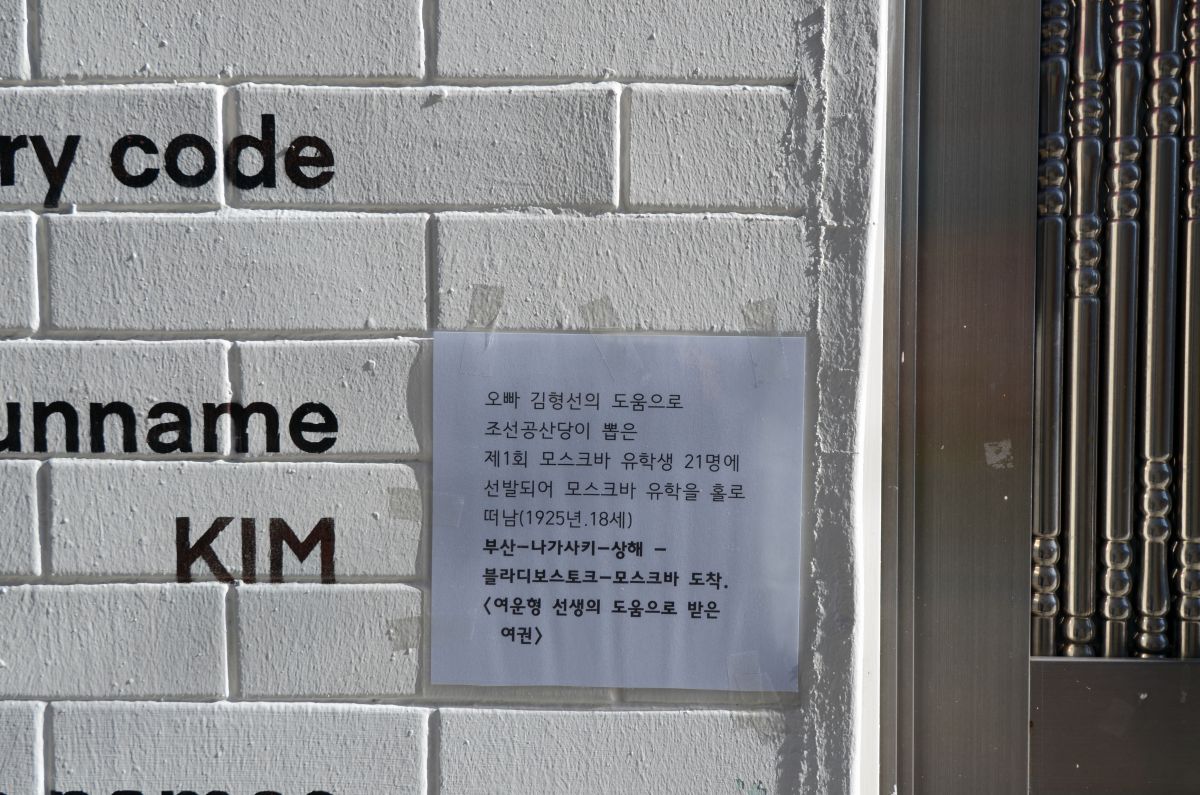 ry code
unname
KIM
오빠 김형선의 도움으로
조선공산당이 뽑은
제1회 모스크바 유학생 21명에
선발되어 모스크바 유학을 홀로
떠남(1925년.18세)
부산-나가사키-상해 -
블라디보스토크-모스크바 도착.
<여운형 선생의 도움으로 받은
여권>